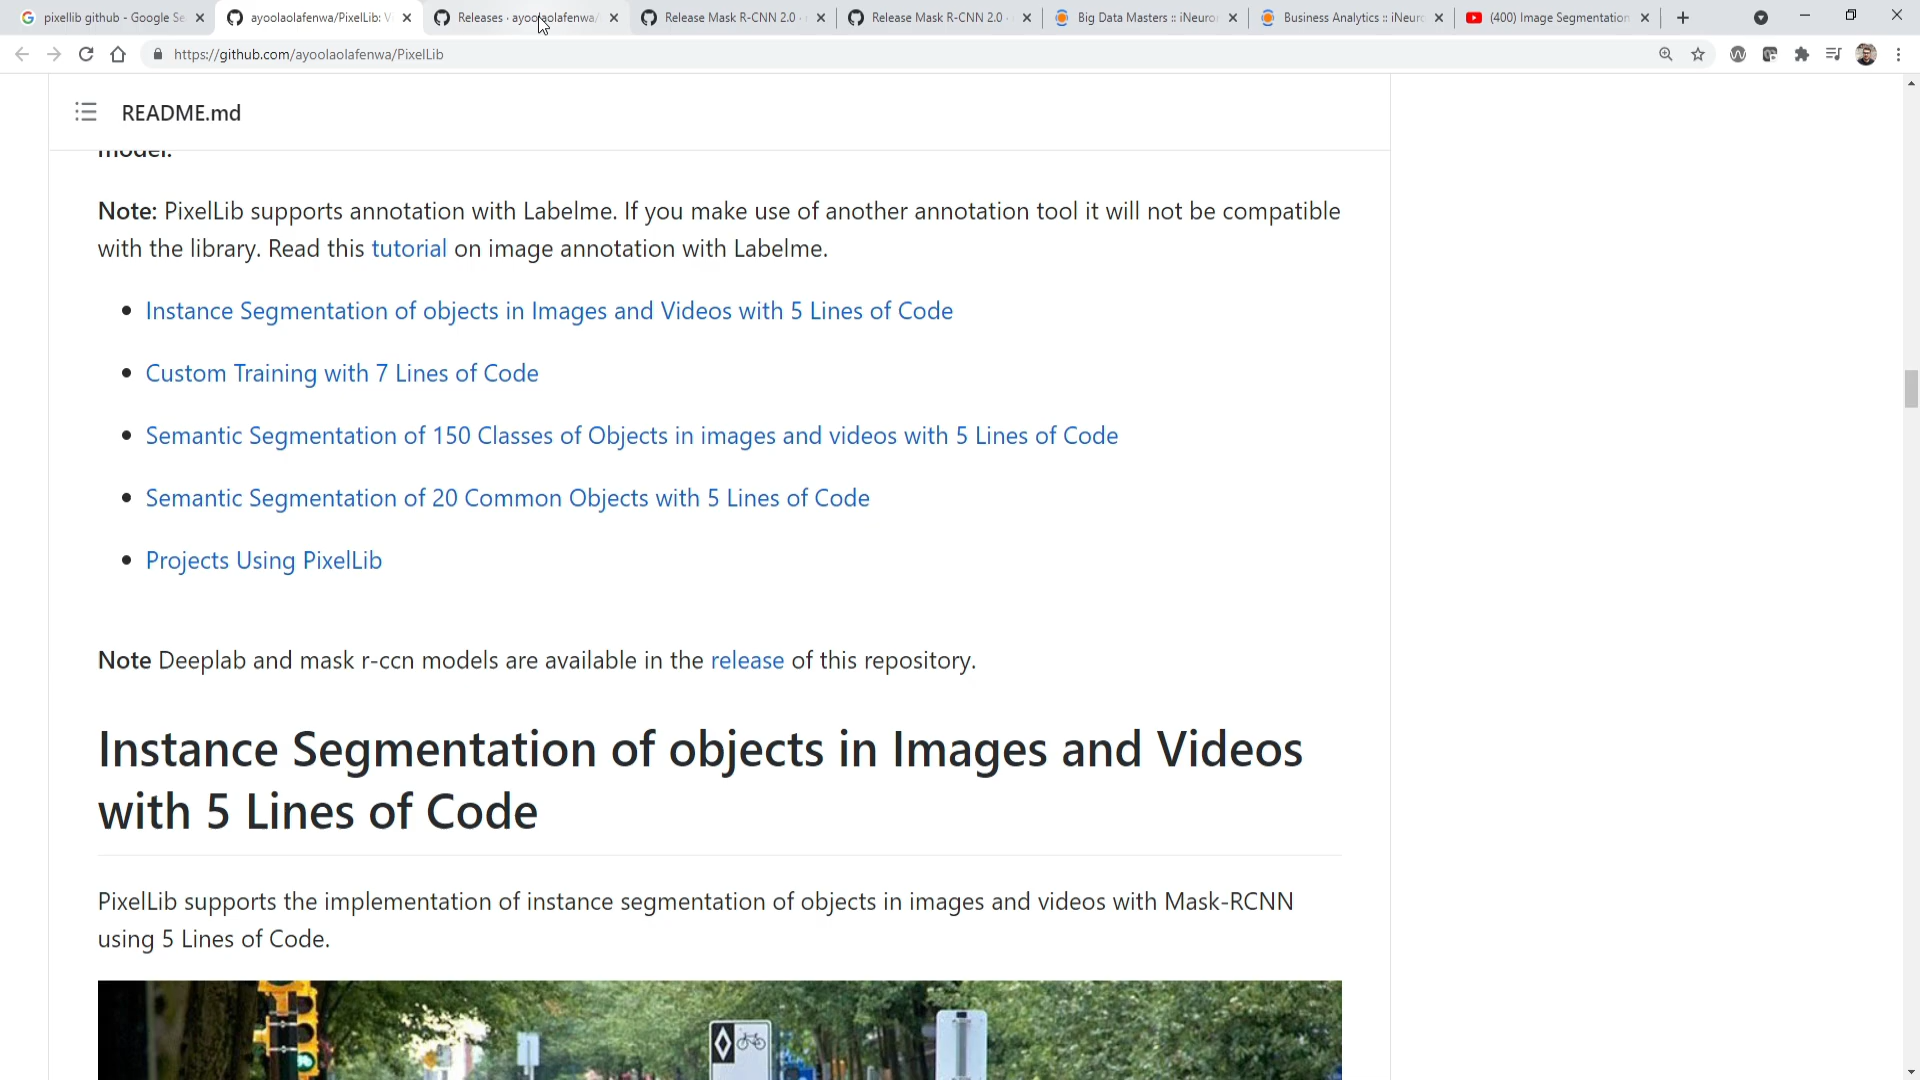 pixellib github - Google Se
ayoolaolafenwa/PixelLib: V
Releases · ayoolaolafenwa/
Release Mask R-CNN 2.0 ·
Release Mask R-CNN 2.0 ·
Big Data Masters :: iNeuro
Business Analytics :: iNeur
(400) Image Segmentation
https://github.com/ayoolaolafenwa/PixelLib
README.md
model.
Note: PixelLib supports annotation with Labelme. If you make use of another annotation tool it will not be compatible
with the library. Read this tutorial on image annotation with Labelme.
Instance Segmentation of objects in Images and Videos with 5 Lines of Code
Custom Training with 7 Lines of Code
Semantic Segmentation of 150 Classes of Objects in images and videos with 5 Lines of Code
Semantic Segmentation of 20 Common Objects with 5 Lines of Code
Projects Using PixelLib
Note Deeplab and mask r-ccn models are available in the release of this repository.
Instance Segmentation of objects in Images and Videos
with 5 Lines of Code
PixelLib supports the implementation of instance segmentation of objects in images and videos with Mask-RCNN
using 5 Lines of Code.